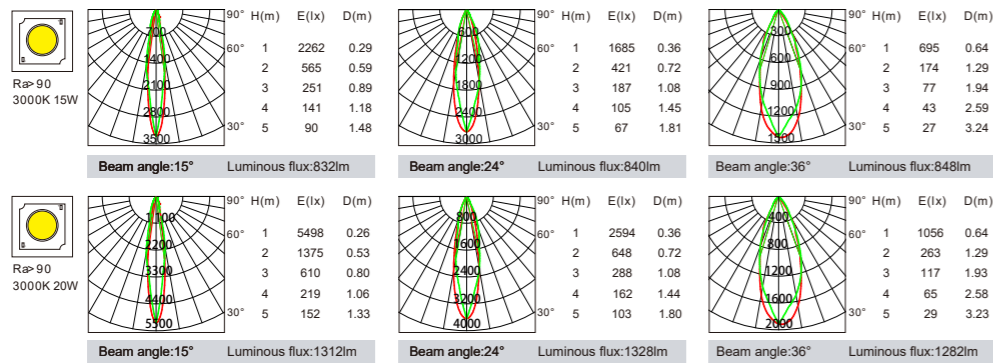 Ra>90
3000K 15W
700
1400
2100
2800
3500
90°
60°
30°
H(m) E(lx) D(m)
1 2262 0.29
2 565 0.59
3 251 0.89
4 141 1.18
5 90 1.48
Beam angle:15° Luminous flux:832lm
600
1200
1800
2400
3000
90°
60°
30°
H(m) E(lx) D(m)
1 1685 0.36
2 421 0.72
3 187 1.08
4 105 1.45
5 67 1.81
Beam angle:24° Luminous flux:840lm
300
600
900
1200
1500
90°
60°
30°
H(m) E(lx) D(m)
1 695 0.64
2 174 1.29
3 77 1.94
4 43 2.59
5 27 3.24
Beam angle:36° Luminous flux:848lm
Ra>90
3000K 20W
1100
2200
3300
4400
5500
90°
60°
30°
H(m) E(lx) D(m)
1 5498 0.26
2 1375 0.53
3 610 0.80
4 219 1.06
5 152 1.33
Beam angle:15° Luminous flux:1312lm
800
1600
2400
3200
4000
90°
60°
30°
H(m) E(lx) D(m)
1 2594 0.36
2 648 0.72
3 288 1.08
4 162 1.44
5 103 1.80
Beam angle:24° Luminous flux:1328lm
400
800
1200
1600
2000
90°
60°
30°
H(m) E(lx) D(m)
1 1056 0.64
2 263 1.29
3 117 1.93
4 65 2.58
5 29 3.23
Beam angle:36° Luminous flux:1282lm